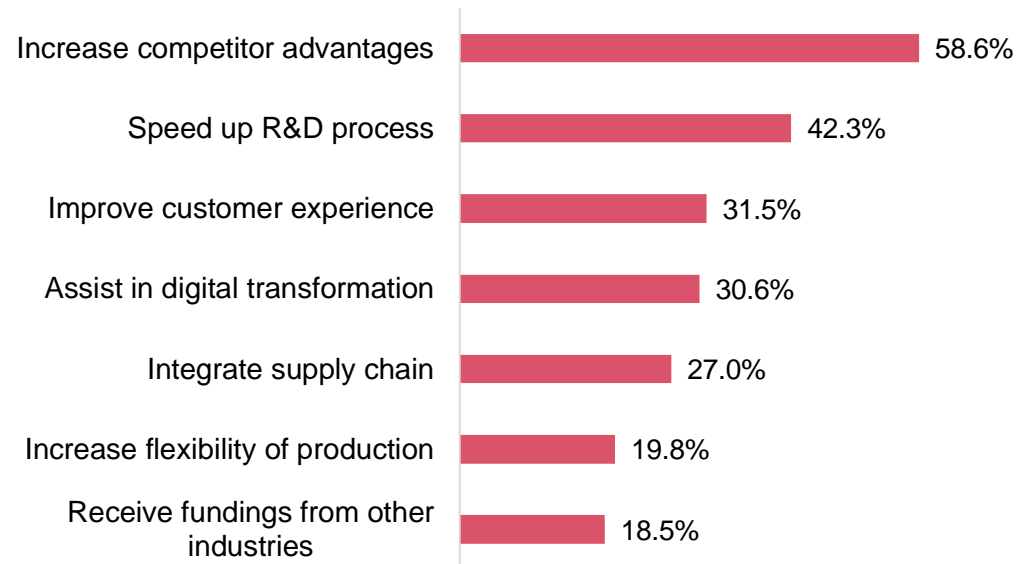 Increase competitor advantages 58.6%
Speed up R&D process 42.3%
Improve customer experience 31.5%
Assist in digital transformation 30.6%
Integrate supply chain 27.0%
Increase flexibility of production 19.8%
Receive fundings from other
industries 18.5%